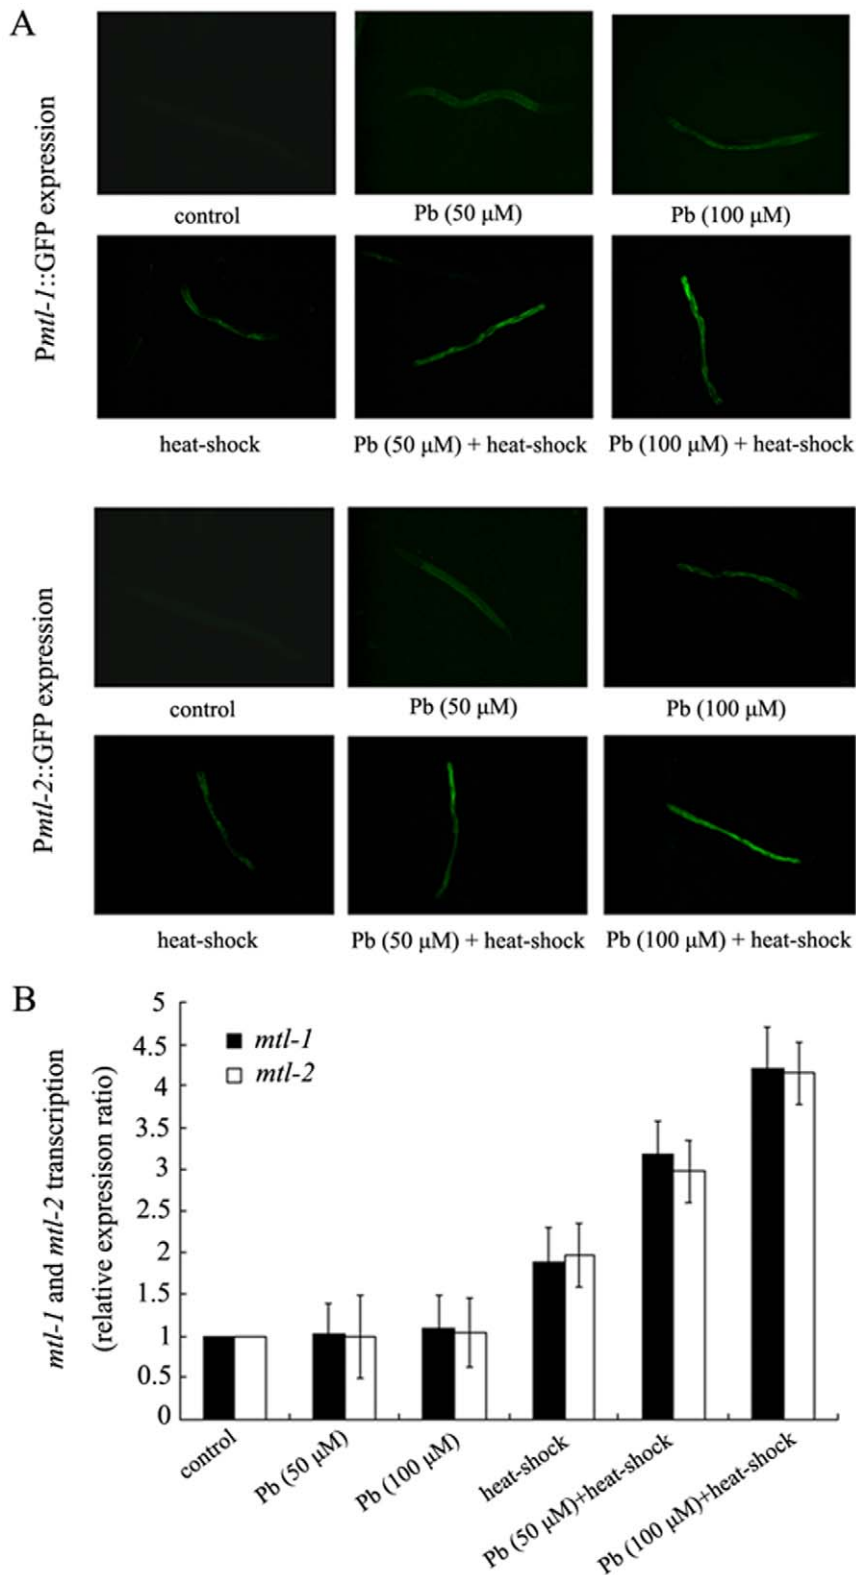 A
Pmtl-1::GFP expression
control
Pb (50 μM)
Pb (100 μM)
heat-shock
Pb (50 μM) + heat-shock
Pb (100 μM) + heat-shock
Pmtl-2::GFP expression
control
Pb (50 μM)
Pb (100 μM)
heat-shock
Pb (50 μM) + heat-shock
Pb (100 μM) + heat-shock
B
mtl-1 and mtl-2 transcription
(relative expresison ratio)
5
4.5
4
3.5
3
2.5
2
1.5
1
0.5
0
mtl-1
mtl-2
control
Pb (50 μM)
Pb (100 μM)
heat-shock
Pb (50 μM)+heat-shock
Pb (100 μM)+heat-shock